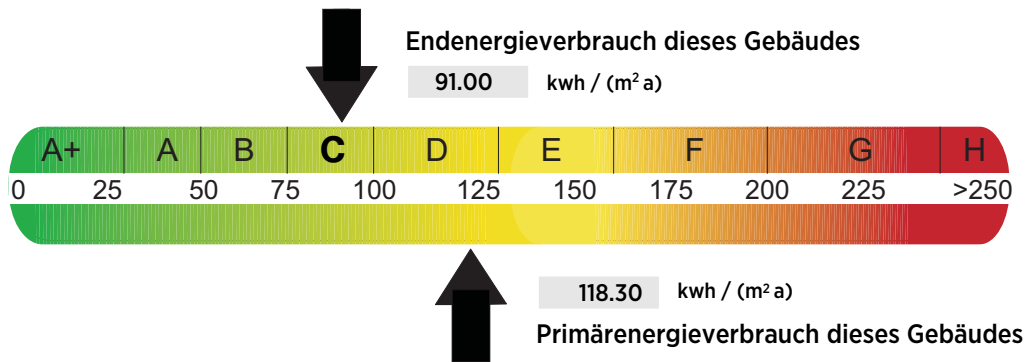 Endenergieverbrauch dieses Gebäudes
91.00 kwh / (m² a)
A+ A B C D E F G H
0 25 50 75 100 125 150 175 200 225 >250
118.30 kwh / (m² a)
Primärenergieverbrauch dieses Gebäudes